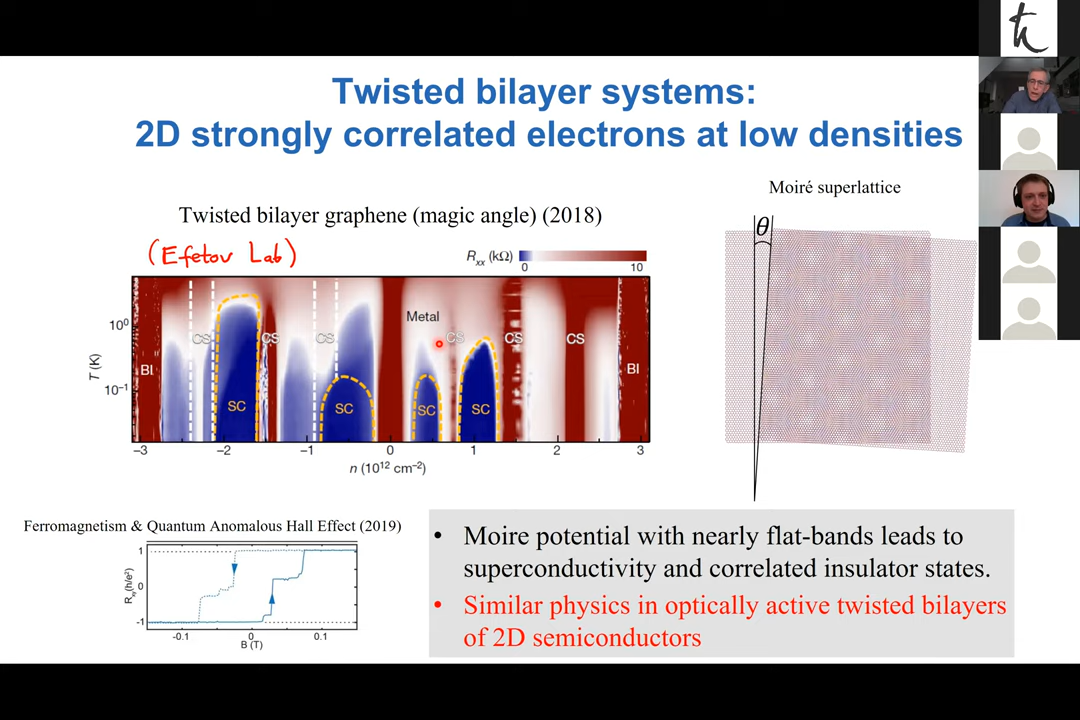 Twisted bilayer systems:
2D strongly correlated electrons at low densities
Moiré superlattice
θ
Twisted bilayer graphene (magic angle) (2018)
(Efetov Lab)
Rxx (kΩ)
0
10
Metal
CS
CS
CS
CS
CS
CS
BI
BI
SC
SC
SC
SC
10⁰
10⁻¹
T (K)
−3
−2
−1
0
1
2
3
n (10¹² cm⁻²)
Ferromagnetism & Quantum Anomalous Hall Effect (2019)
1
0
-1
Rxy(h/e²)
-0.1
0
0.1
B (T)
• Moire potential with nearly flat-bands leads to
superconductivity and correlated insulator states.
• Similar physics in optically active twisted bilayers
of 2D semiconductors